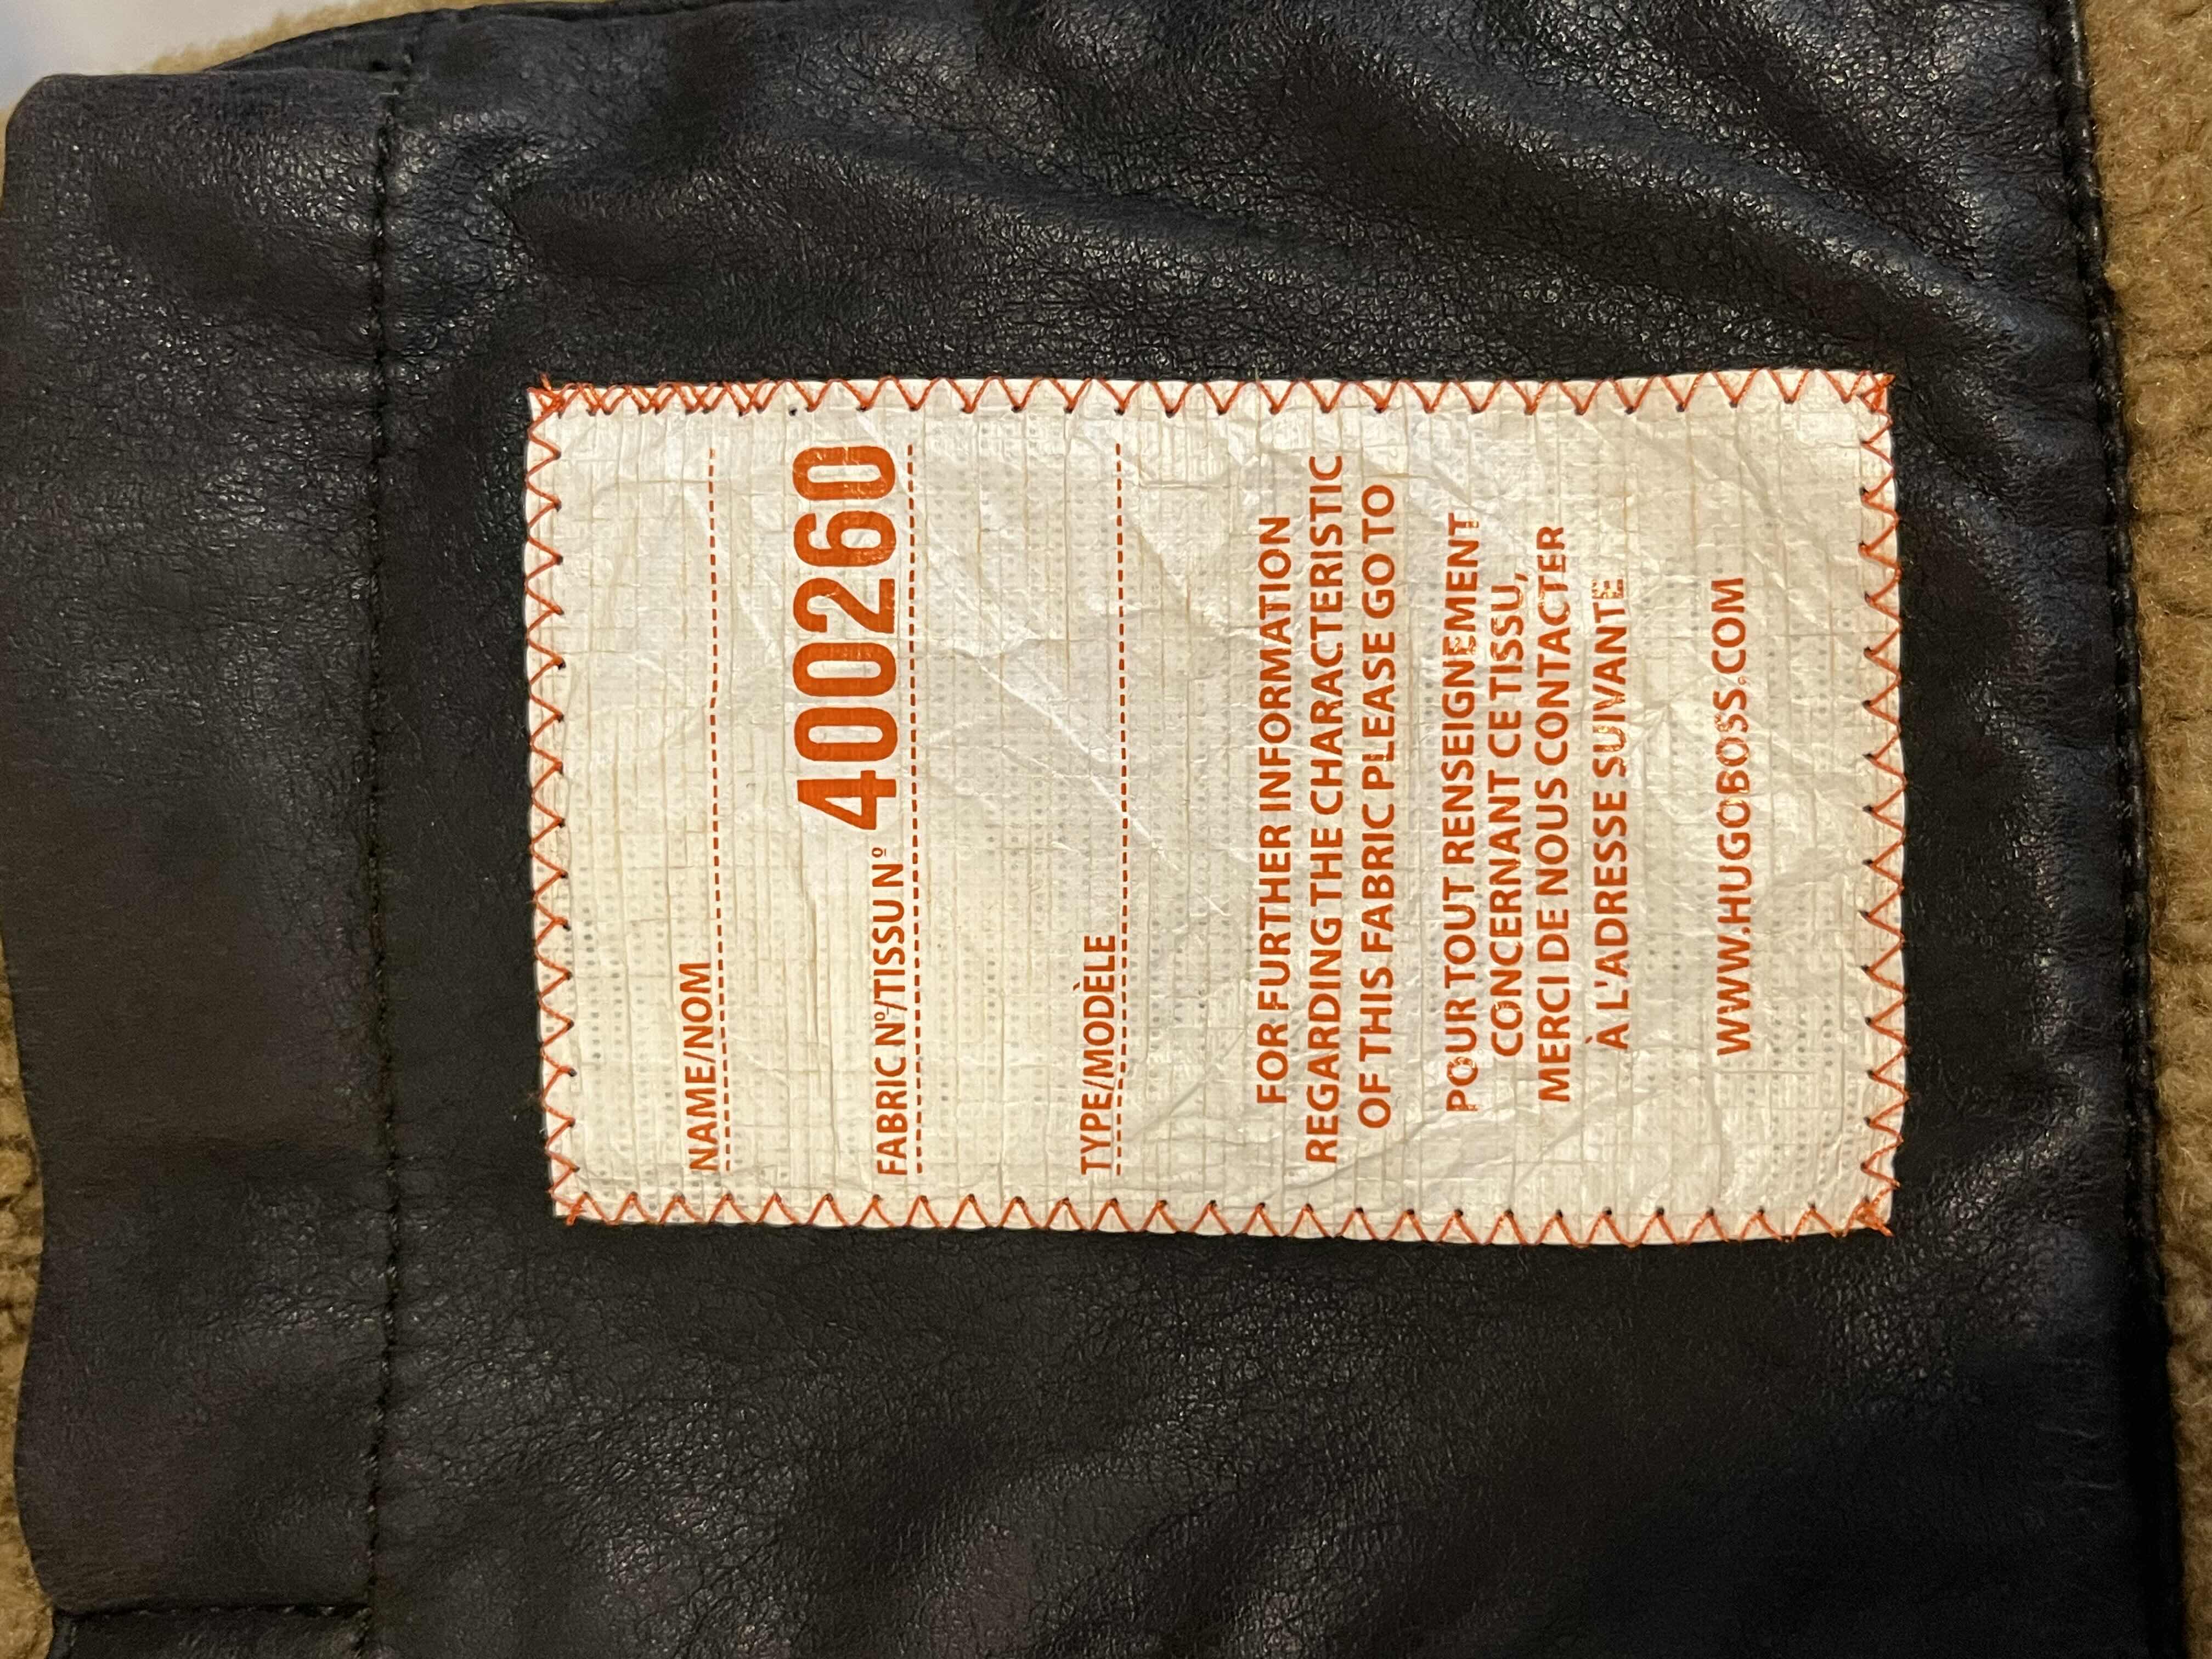 NAME/NOM
FABRIC Nº/TISSU Nº 400260
TYPE/MODÈLE
FOR FURTHER INFORMATION
REGARDING THE CHARACTERISTIC
OF THIS FABRIC PLEASE GO TO
POUR TOUT RENSEIGNEMENT
CONCERNANT CE TISSU,
MERCI DE NOUS CONTACTER
À L'ADRESSE SUIVANTE
WWW.HUGOBOSS.COM